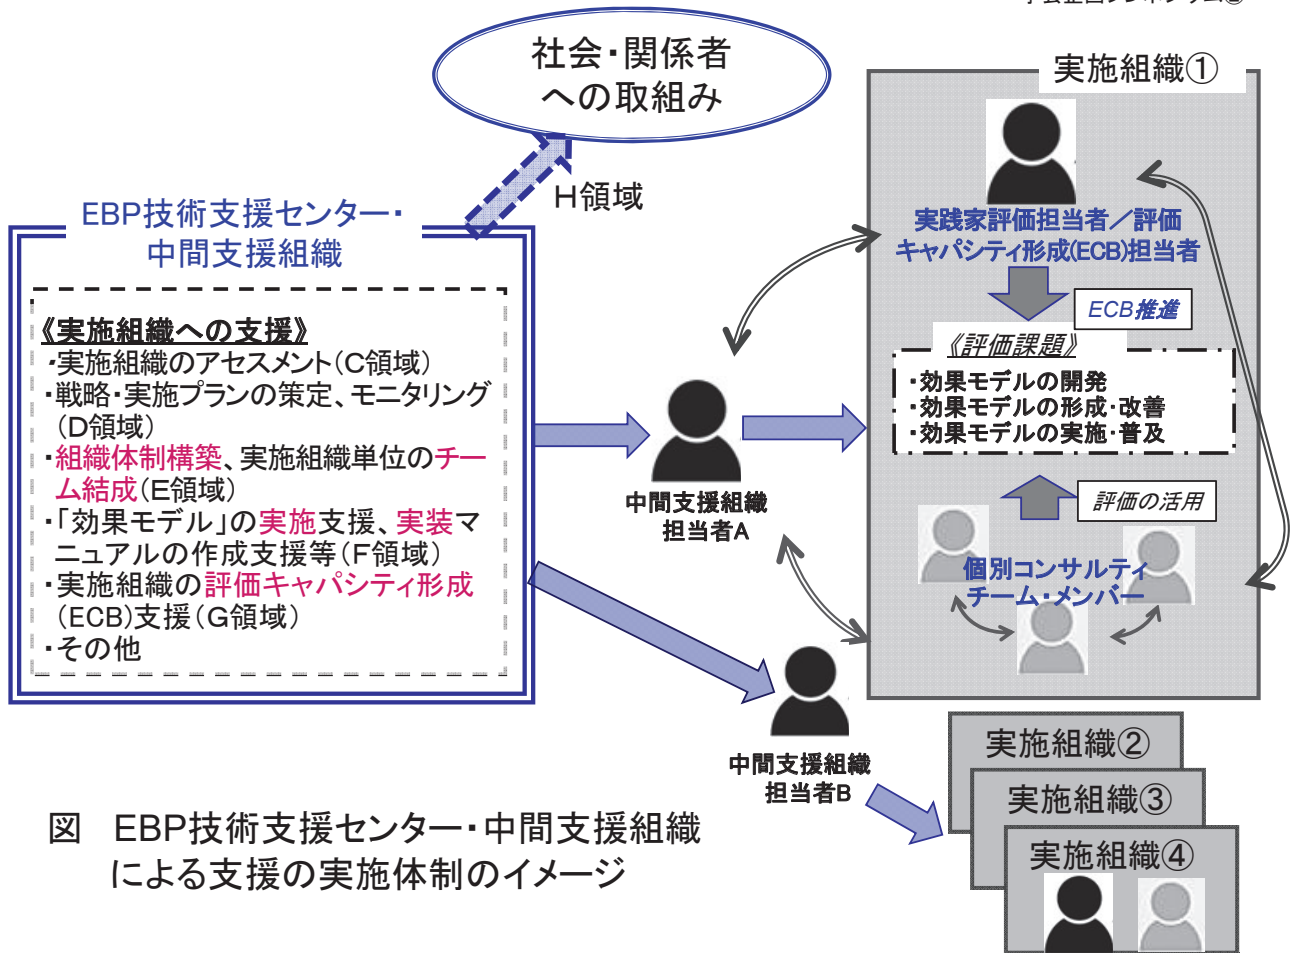 社会・関係者
への取組み
H領域
EBP技術支援センター・
中間支援組織
《実施組織への支援》
・実施組織のアセスメント(C領域)
・戦略・実施プランの策定、モニタリング
(D領域)
・組織体制構築、実施組織単位のチー
ム結成(E領域)
・「効果モデル」の実施支援、実装マ
ニュアルの作成支援等(F領域)
・実施組織の評価キャパシティ形成
(ECB)支援(G領域)
・その他
中間支援組織
担当者A
中間支援組織
担当者B
実施組織①
実践家評価担当者／評価
キャパシティ形成(ECB)担当者
ECB推進
《評価課題》
・効果モデルの開発
・効果モデルの形成・改善
・効果モデルの実施・普及
評価の活用
個別コンサルティ
チーム・メンバー
実施組織②
実施組織③
実施組織④
図　EBP技術支援センター・中間支援組織
による支援の実施体制のイメージ